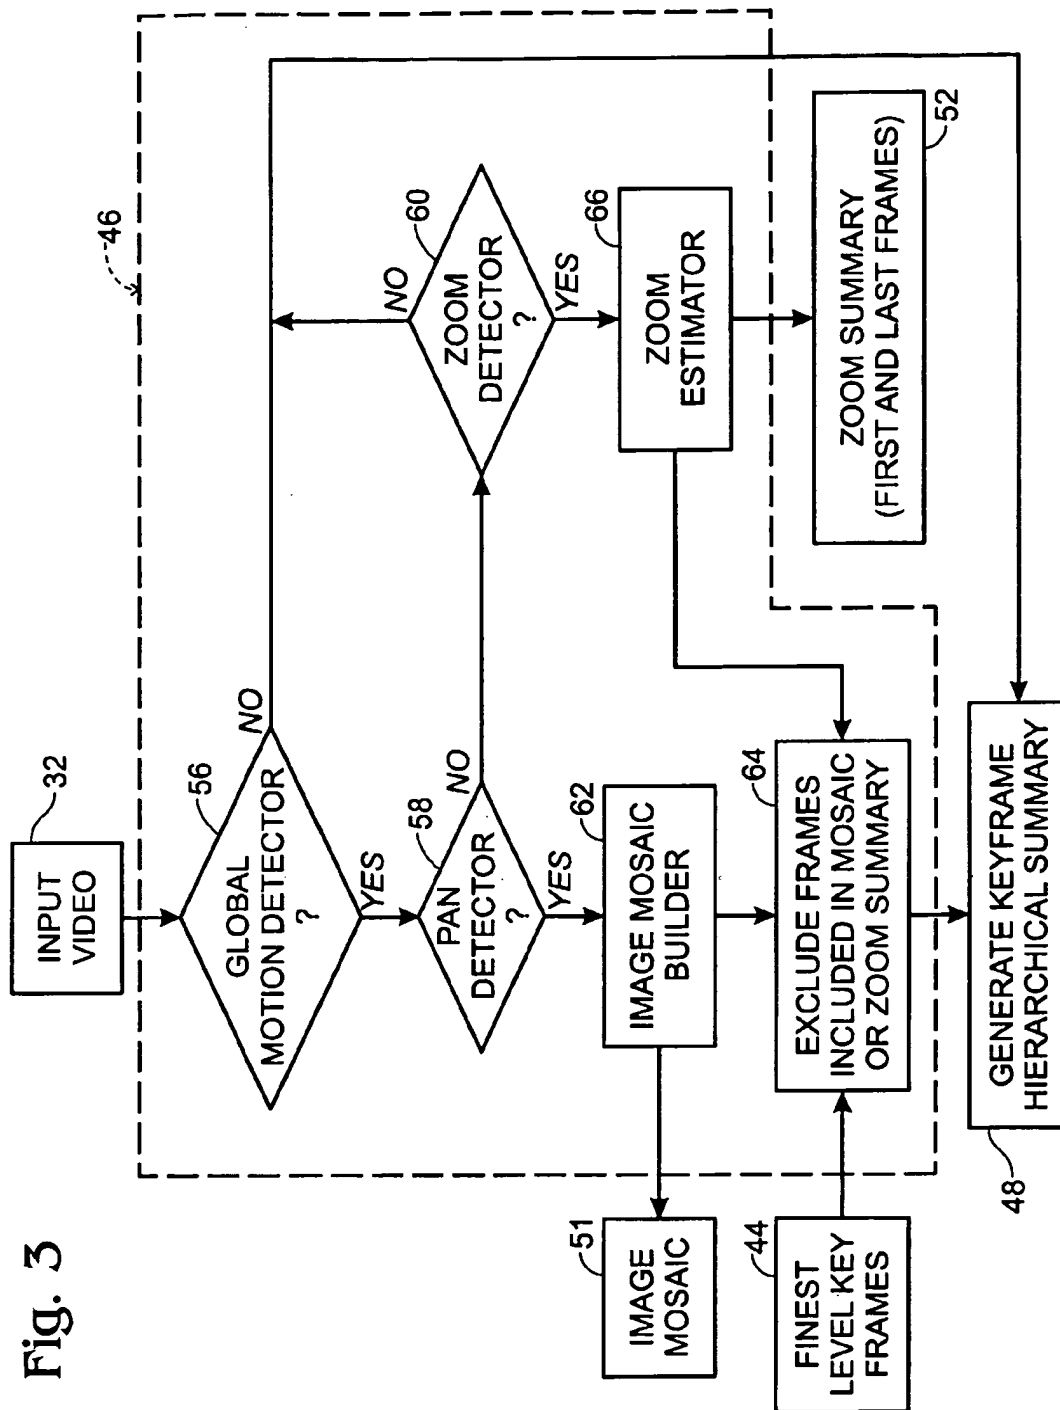 Fig. 3
INPUT
VIDEO
32
46
GLOBAL
MOTION DETECTOR
?
56
NO
YES
PAN
DETECTOR
?
58
NO
YES
ZOOM
DETECTOR
?
60
NO
YES
IMAGE MOSAIC
BUILDER
62
ZOOM
ESTIMATOR
66
IMAGE
MOSAIC
51
FINEST
LEVEL KEY
FRAMES
44
EXCLUDE FRAMES
INCLUDED IN MOSAIC
OR ZOOM SUMMARY
64
ZOOM SUMMARY
(FIRST AND LAST FRAMES)
52
GENERATE KEYFRAME
HIERARCHICAL SUMMARY
48